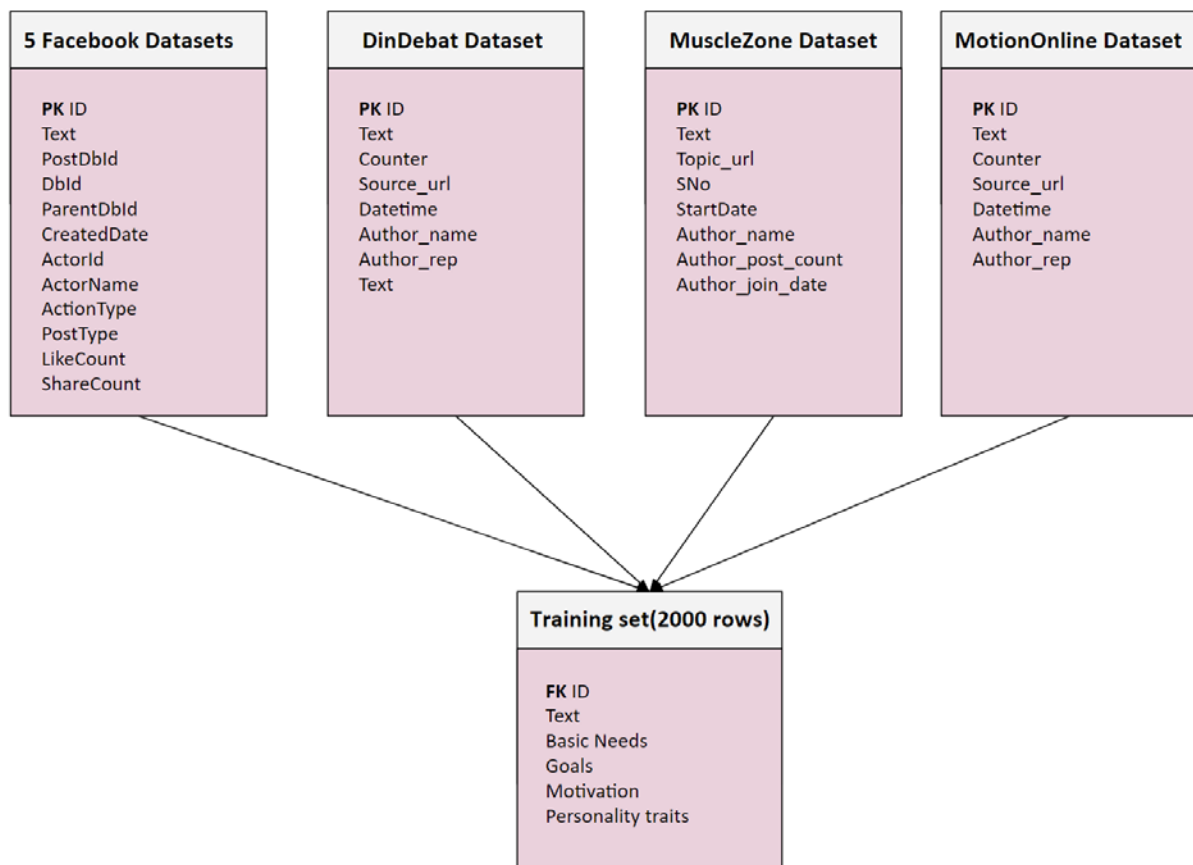 5 Facebook Datasets
PK ID
Text
PostDbId
DbId
ParentDbId
CreatedDate
ActorId
ActorName
ActionType
PostType
LikeCount
ShareCount
DinDebat Dataset
PK ID
Text
Counter
Source_url
Datetime
Author_name
Author_rep
Text
MuscleZone Dataset
PK ID
Text
Topic_url
SNo
StartDate
Author_name
Author_post_count
Author_join_date
MotionOnline Dataset
PK ID
Text
Counter
Source_url
Datetime
Author_name
Author_rep
Training set(2000 rows)
FK ID
Text
Basic Needs
Goals
Motivation
Personality traits